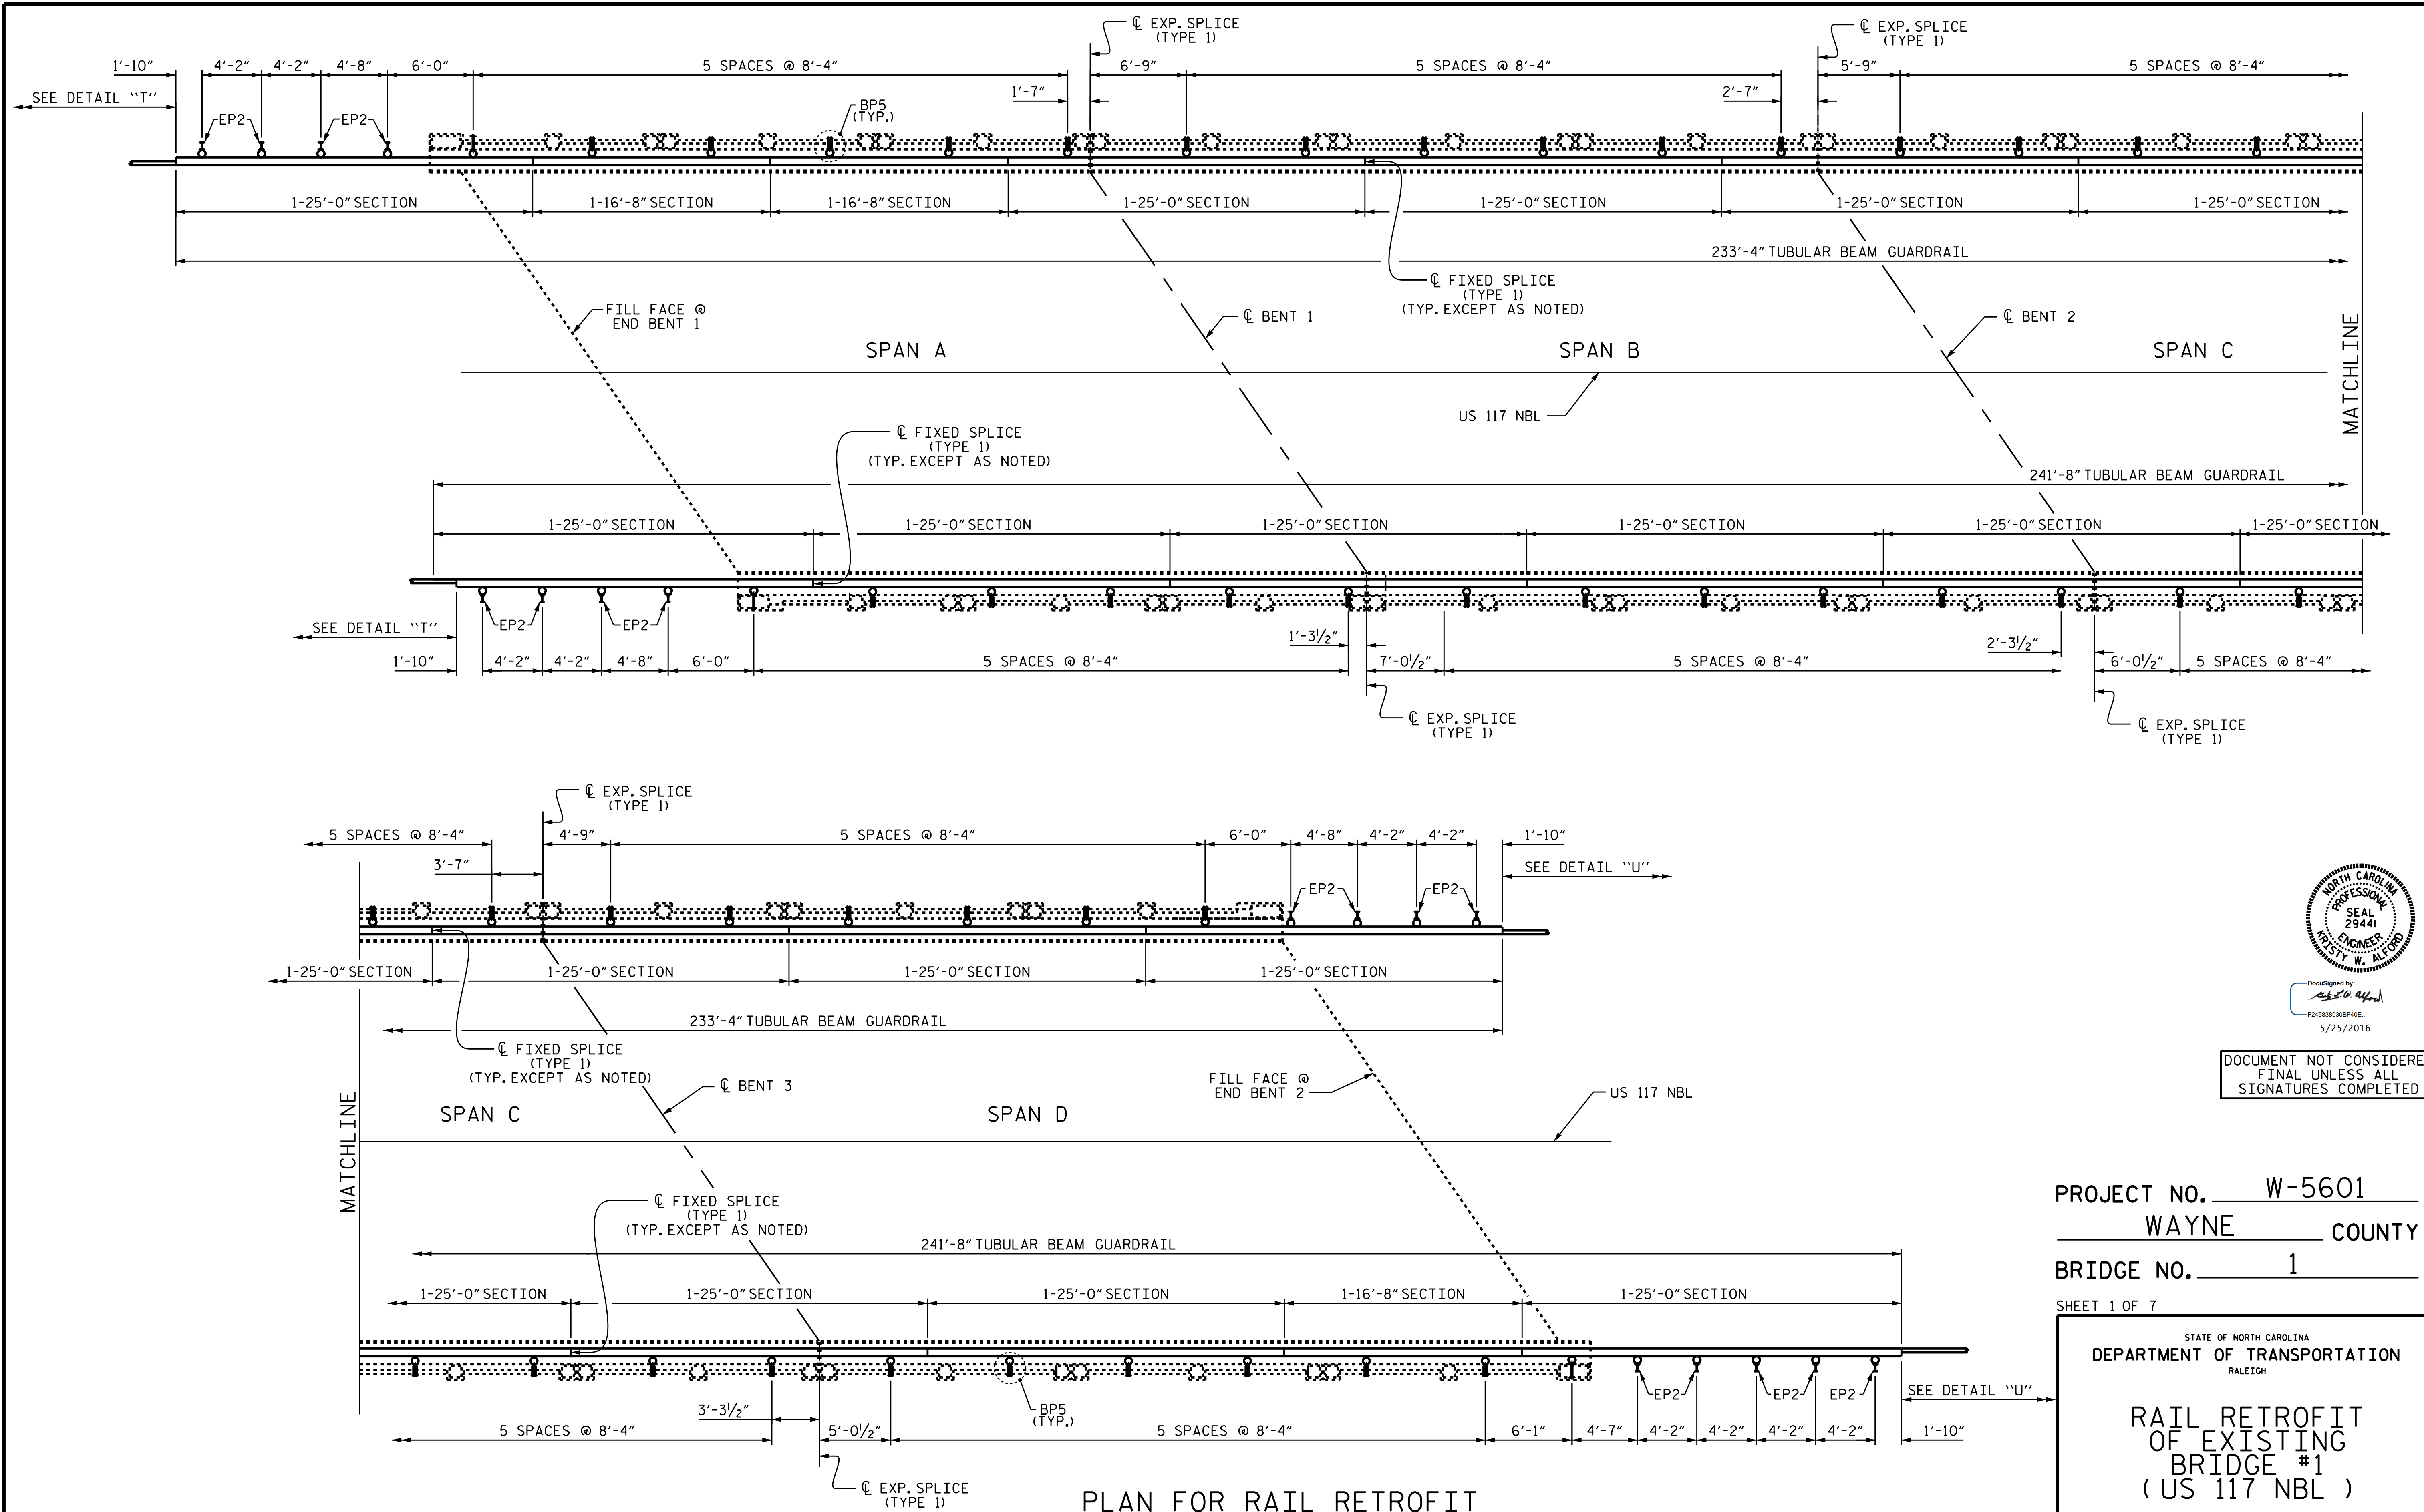 ℄ EXP. SPLICE
(TYPE 1)
℄ EXP. SPLICE
(TYPE 1)
1'-10" 4'-2" 4'-2" 4'-8" 6'-0" 5 SPACES @ 8'-4" 6'-9" 5 SPACES @ 8'-4" 5'-9" 5 SPACES @ 8'-4"
SEE DETAIL "T" 1'-7" 2'-7"
EP2 EP2 BP5
(TYP.)
1-25'-0" SECTION 1-16'-8" SECTION 1-16'-8" SECTION 1-25'-0" SECTION 1-25'-0" SECTION 1-25'-0" SECTION 1-25'-0" SECTION
233'-4" TUBULAR BEAM GUARDRAIL
℄ FIXED SPLICE
(TYPE 1)
(TYP. EXCEPT AS NOTED)
FILL FACE @
END BENT 1
℄ BENT 1
℄ BENT 2
SPAN A SPAN B SPAN C
MATCHLINE
US 117 NBL
℄ FIXED SPLICE
(TYPE 1)
(TYP. EXCEPT AS NOTED)
241'-8" TUBULAR BEAM GUARDRAIL
1-25'-0" SECTION 1-25'-0" SECTION 1-25'-0" SECTION 1-25'-0" SECTION 1-25'-0" SECTION 1-25'-0" SECTION
SEE DETAIL "T" EP2 EP2 1'-3½" 2'-3½"
1'-10" 4'-2" 4'-2" 4'-8" 6'-0" 5 SPACES @ 8'-4" 7'-0½" 5 SPACES @ 8'-4" 6'-0½" 5 SPACES @ 8'-4"
℄ EXP. SPLICE
(TYPE 1)
℄ EXP. SPLICE
(TYPE 1)
℄ EXP. SPLICE
(TYPE 1)
5 SPACES @ 8'-4" 4'-9" 5 SPACES @ 8'-4" 6'-0" 4'-8" 4'-2" 4'-2" 1'-10"
3'-7" SEE DETAIL "U"
EP2 EP2
1-25'-0" SECTION 1-25'-0" SECTION 1-25'-0" SECTION 1-25'-0" SECTION
233'-4" TUBULAR BEAM GUARDRAIL
℄ FIXED SPLICE
(TYPE 1)
(TYP. EXCEPT AS NOTED)
℄ BENT 3
FILL FACE @
END BENT 2
US 117 NBL
SPAN C SPAN D
MATCHLINE
℄ FIXED SPLICE
(TYPE 1)
(TYP. EXCEPT AS NOTED)
241'-8" TUBULAR BEAM GUARDRAIL
1-25'-0" SECTION 1-25'-0" SECTION 1-25'-0" SECTION 1-16'-8" SECTION 1-25'-0" SECTION
3'-3½" BP5
(TYP.)
EP2 EP2 EP2 SEE DETAIL "U"
5 SPACES @ 8'-4" 5'-0½" 5 SPACES @ 8'-4" 6'-1" 4'-7" 4'-2" 4'-2" 4'-2" 4'-2" 1'-10"
℄ EXP. SPLICE
(TYPE 1)
PLAN FOR RAIL RETROFIT
NORTH CAROLINA
PROFESSIONAL
SEAL
29441
ENGINEER
KRISTY W. ALFORD
DocuSigned by:
F245838930BF40E...
5/25/2016
DOCUMENT NOT CONSIDERE
FINAL UNLESS ALL
SIGNATURES COMPLETED
PROJECT NO. W-5601
WAYNE COUNTY
BRIDGE NO. 1
SHEET 1 OF 7
STATE OF NORTH CAROLINA
DEPARTMENT OF TRANSPORTATION
RALEIGH
RAIL RETROFIT
OF EXISTING
BRIDGE #1
( US 117 NBL )